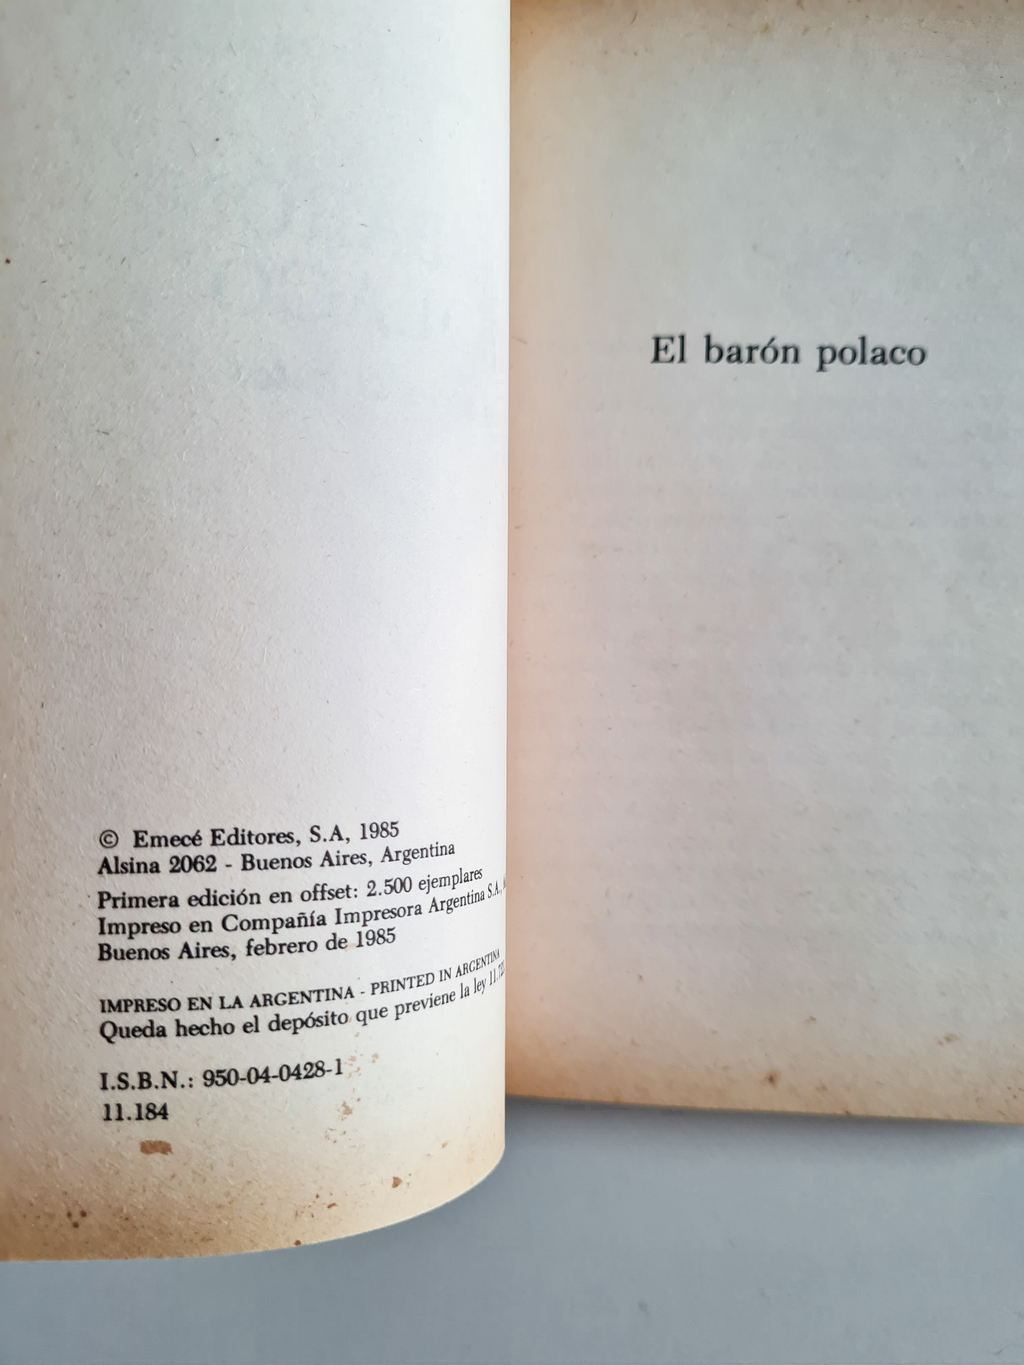 © Emecé Editores, S.A, 1985
Alsina 2062 - Buenos Aires, Argentina
Primera edición en offset: 2.500 ejemplares
Impreso en Compañía Impresora Argentina S.A.,
Buenos Aires, febrero de 1985
IMPRESO EN LA ARGENTINA - PRINTED IN ARGENTINA
Queda hecho el depósito que previene la ley
I.S.B.N.: 950-04-0428-1
11.184
El barón polaco